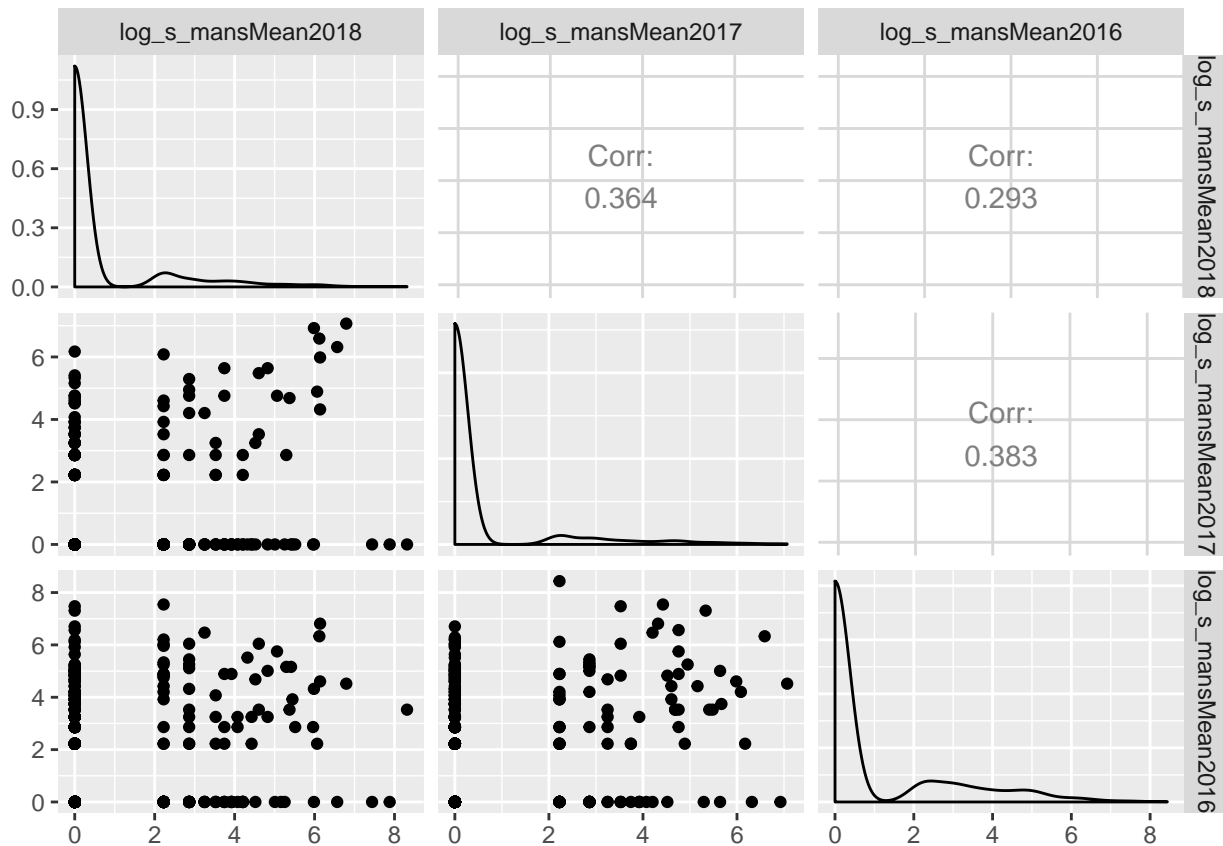 log_s_mansMean2018
log_s_mansMean2017
log_s_mansMean2016
0.9
0.6
0.3
0.0
Corr:
0.364
Corr:
0.293
log_s_mansMean2018
6
4
2
0
Corr:
0.383
log_s_mansMean2017
8
6
4
2
0
log_s_mansMean2016
0 2 4 6 8
0 2 4 6
0 2 4 6 8